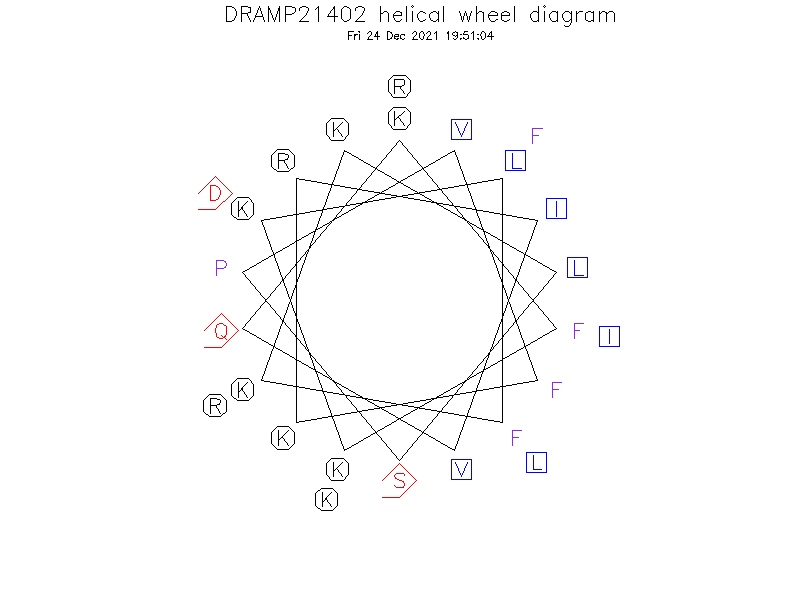 DRAMP21402 helical wheel diagram
Fri 24 Dec 2021 19:51:04
R
K
K
V
F
R
L
D
K
I
P
L
Q
F
I
R
K
F
K
F
K
S
V
L
K